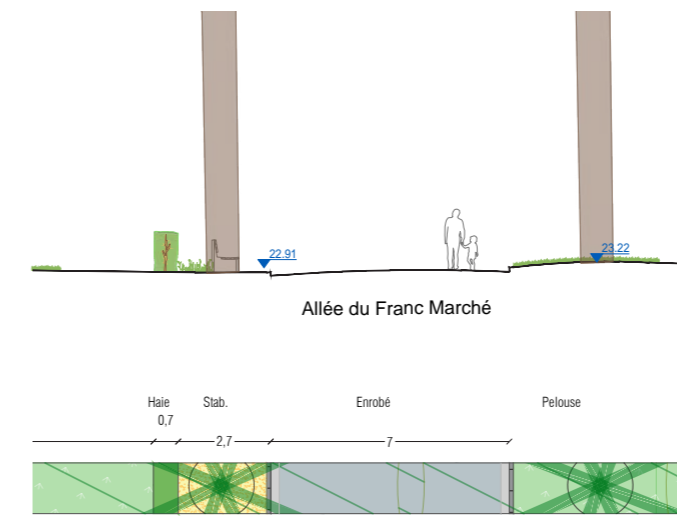 22.91
23.22
Allée du Franc Marché
Haie Stab. Enrobé Pelouse
0,7
2,7 7